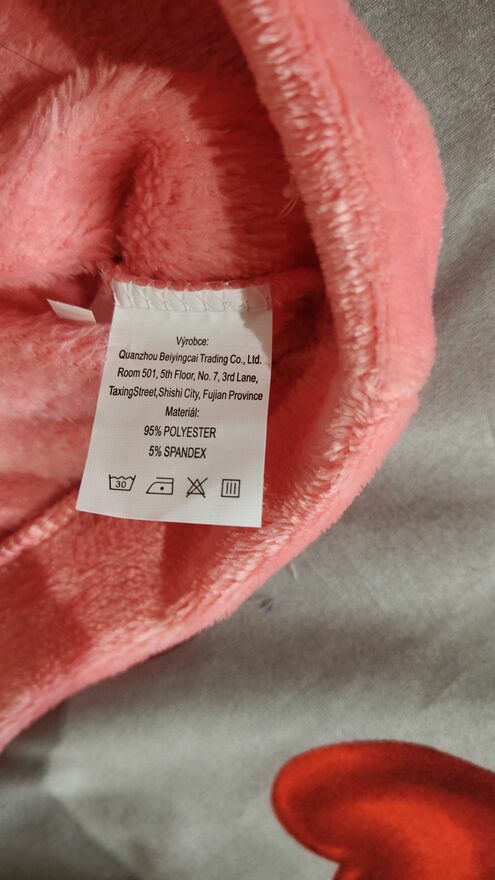 Výrobce:
Quanzhou Beiyingcai Trading Co., Ltd.
Room 501, 5th Floor, No. 7, 3rd Lane,
TaxingStreet,Shishi City, Fujian Province
Materiál:
95% POLYESTER
5% SPANDEX
30